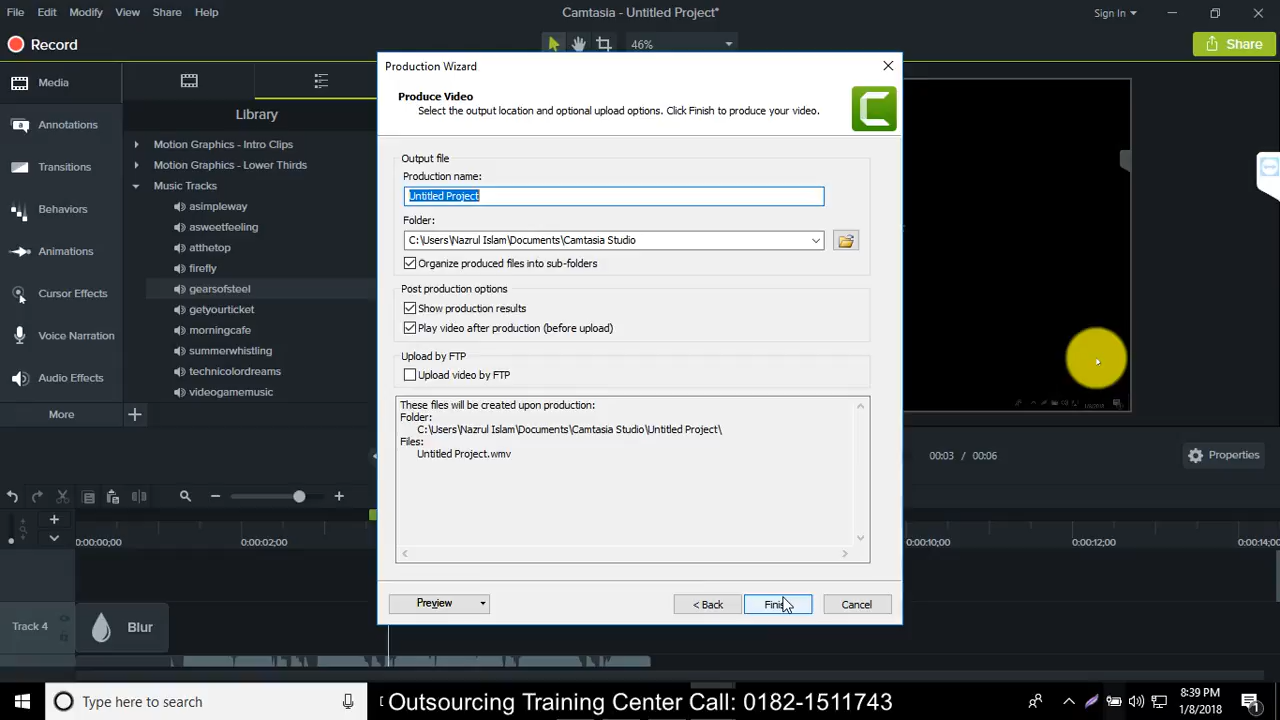 File Edit Modify View Share Help
Camtasia - Untitled Project*
Sign In
Record
46%
Share
Media
Annotations
Transitions
Behaviors
Animations
Cursor Effects
Voice Narration
Audio Effects
More
Library
Motion Graphics - Intro Clips
Motion Graphics - Lower Thirds
Music Tracks
asimpleway
asweetfeeling
atthetop
firefly
gearsofsteel
getyourticket
morningcafe
summerwhistling
technicolordreams
videogamemusic
Production Wizard
Produce Video
Select the output location and optional upload options. Click Finish to produce your video.
Output file
Production name:
Untitled Project
Folder:
C:\Users\Nazrul Islam\Documents\Camtasia Studio
Organize produced files into sub-folders
Post production options
Show production results
Play video after production (before upload)
Upload by FTP
Upload video by FTP
These files will be created upon production:
Folder:
C:\Users\Nazrul Islam\Documents\Camtasia Studio\Untitled Project\
Files:
Untitled Project.wmv
Preview
< Back
Cancel
00:03 / 00:06
Properties
0:00:00;00 0:00:02;00 0:00:10;00 0:00:12;00 0:00:14;00
Track 4
Blur
Type here to search
Outsourcing Training Center Call: 0182-1511743
8:39 PM
1/8/2018